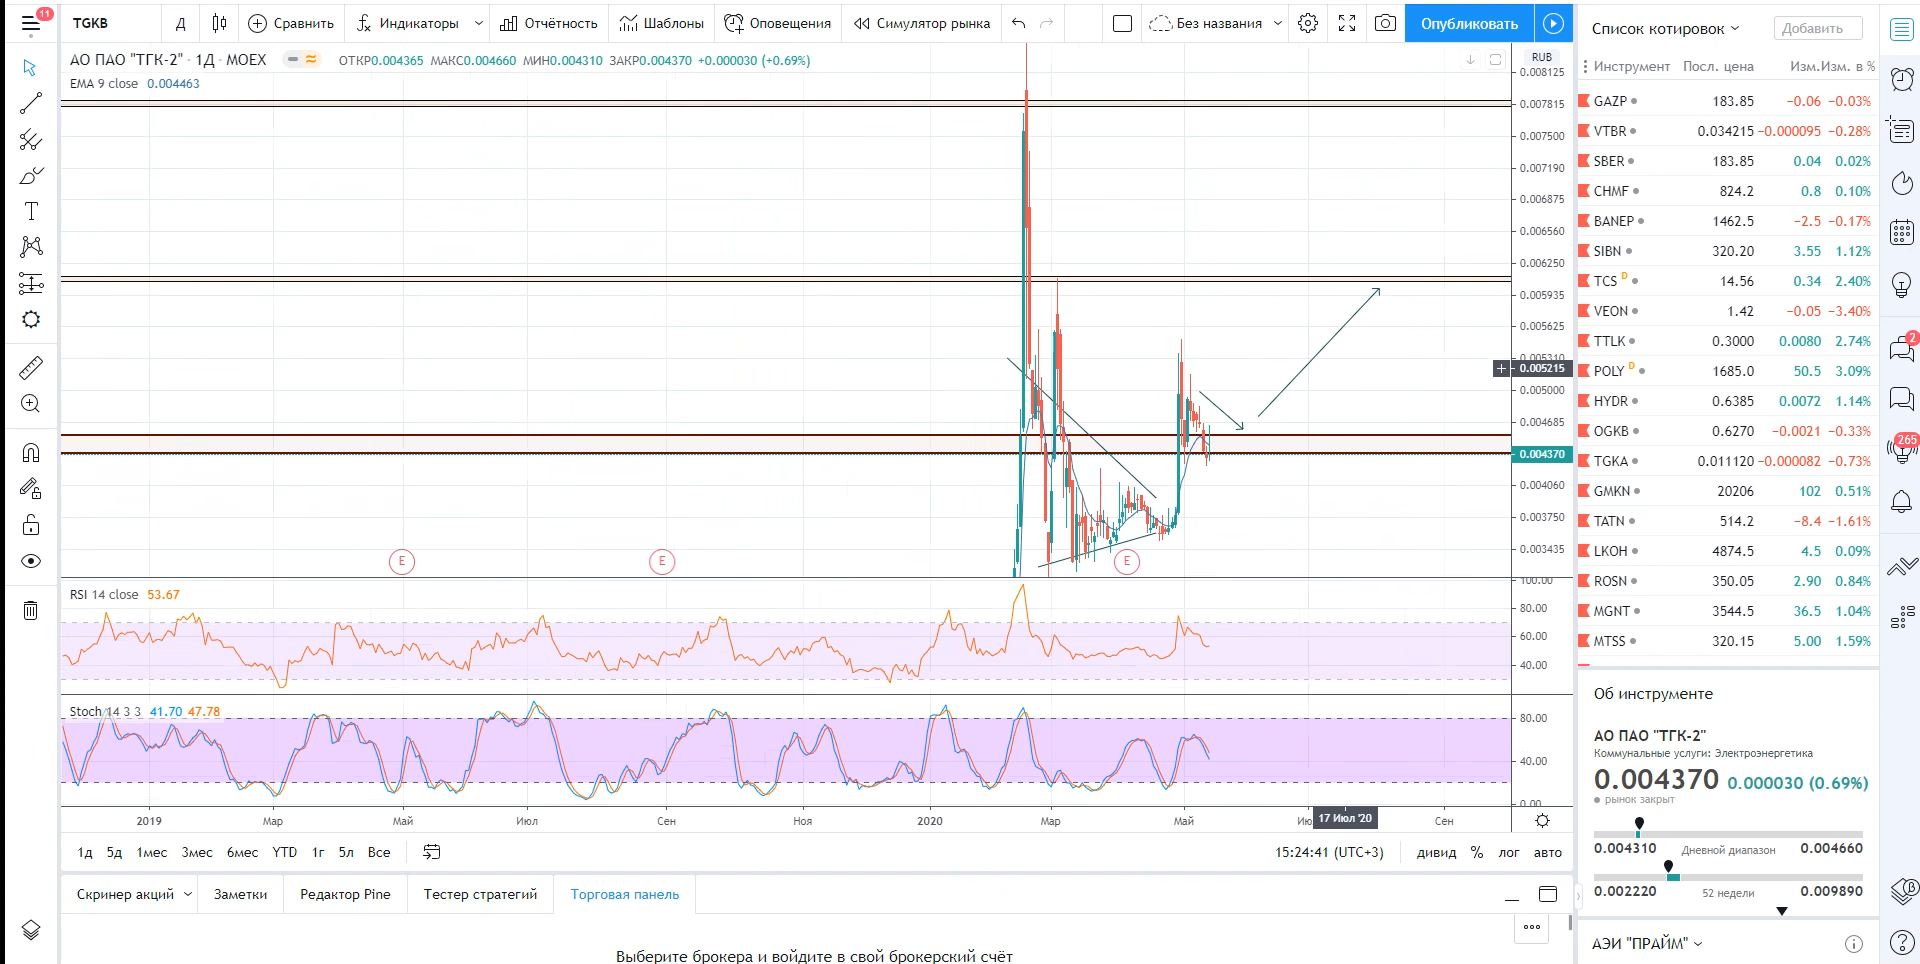 11
TGKB Д Сравнить Индикаторы Отчётность Шаблоны Оповещения Симулятор рынка Без названия Опубликовать
АО ПАО "ТГК-2" · 1Д · MOEX ОТКР0.004365 МАКС0.004660 МИН0.004310 ЗАКР0.004370 +0.000030 (+0.69%)
EMA 9 close 0.004463
RUB
0.008125
0.007815
0.007500
0.007190
0.006875
0.006560
0.006250
0.005935
0.005625
0.005310
0.005215
0.005000
0.004685
0.004370
0.004060
0.003750
0.003435
E E E
RSI 14 close 53.67
100.00
80.00
60.00
40.00
Stoch 14 3 3 41.70 47.78
80.00
40.00
0.00
2019 Мар Май Июл Сен Ноя 2020 Мар Май 17 Июл '20 Сен
1д 5д 1мес 3мес 6мес YTD 1г 5л Все 15:24:41 (UTC+3) дивид % лог авто
Скринер акций Заметки Редактор Pine Тестер стратегий Торговая панель
Выберите брокера и войдите в свой брокерский счёт
Список котировок Добавить
Инструмент Посл. цена Изм. Изм. в %
GAZP 183.85 −0.06 −0.03%
VTBR 0.034215 −0.000095 −0.28%
SBER 183.85 0.04 0.02%
CHMF 824.2 0.8 0.10%
BANEP 1462.5 −2.5 −0.17%
SIBN 320.20 3.55 1.12%
TCS D 14.56 0.34 2.40%
VEON 1.42 −0.05 −3.40%
TTLK 0.3000 0.0080 2.74%
POLY D 1685.0 50.5 3.09%
HYDR 0.6385 0.0072 1.14%
OGKB 0.6270 −0.0021 −0.33%
TGKA 0.011120 −0.000082 −0.73%
GMKN 20206 102 0.51%
TATN 514.2 −8.4 −1.61%
LKOH 4874.5 4.5 0.09%
ROSN 350.05 2.90 0.84%
MGNT 3544.5 36.5 1.04%
MTSS 320.15 5.00 1.59%
Об инструменте
АО ПАО "ТГК-2"
Коммунальные услуги: Электроэнергетика
0.004370 0.000030 (0.69%)
рынок закрыт
0.004310 Дневной диапазон 0.004660
0.002220 52 недели 0.009890
АЭИ "ПРАЙМ"
2
265